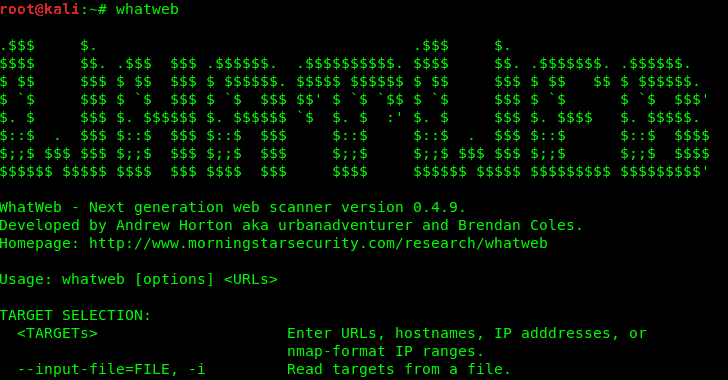 root@kali:~# whatweb

.$$$     $.                                   .$$$     $.
$$$$     $$. .$$$  $$$ .$$$$$$.  .$$$$$$$$$$. $$$$     $$. .$$$$$$$. .$$$$$$.
$ $$     $$$ $ $$  $$$ $ $$$$$$. $$$$$ $$$$$$ $ $$     $$$ $ $$   $$ $ $$$$$$.
$ `$     $$$ $ `$  $$$ $ `$  $$$ $$' $ `$ `$$ $ `$     $$$ $ `$      $ `$  $$$'
$. $     $$$ $. $$$$$$ $. $$$$$$ `$  $. $  :' $. $     $$$ $. $$$$   $. $$$$$.
$::$  .  $$$ $::$  $$$ $::$  $$$     $::$     $::$  .  $$$ $::$      $::$  $$$$
$;;$ $$$ $$$ $;;$  $$$ $;;$  $$$     $;;$     $;;$ $$$ $$$ $;;$      $;;$  $$$$
$$$$$$ $$$$$ $$$$  $$$ $$$$  $$$     $$$$     $$$$$$ $$$$$ $$$$$$$$$ $$$$$$$$$'

WhatWeb - Next generation web scanner version 0.4.9.
Developed by Andrew Horton aka urbanadventurer and Brendan Coles.
Homepage: http://www.morningstarsecurity.com/research/whatweb

Usage: whatweb [options] <URLs>

TARGET SELECTION:
  <TARGETs>                     Enter URLs, hostnames, IP adddresses, or
                                nmap-format IP ranges.
  --input-file=FILE, -i         Read targets from a file.